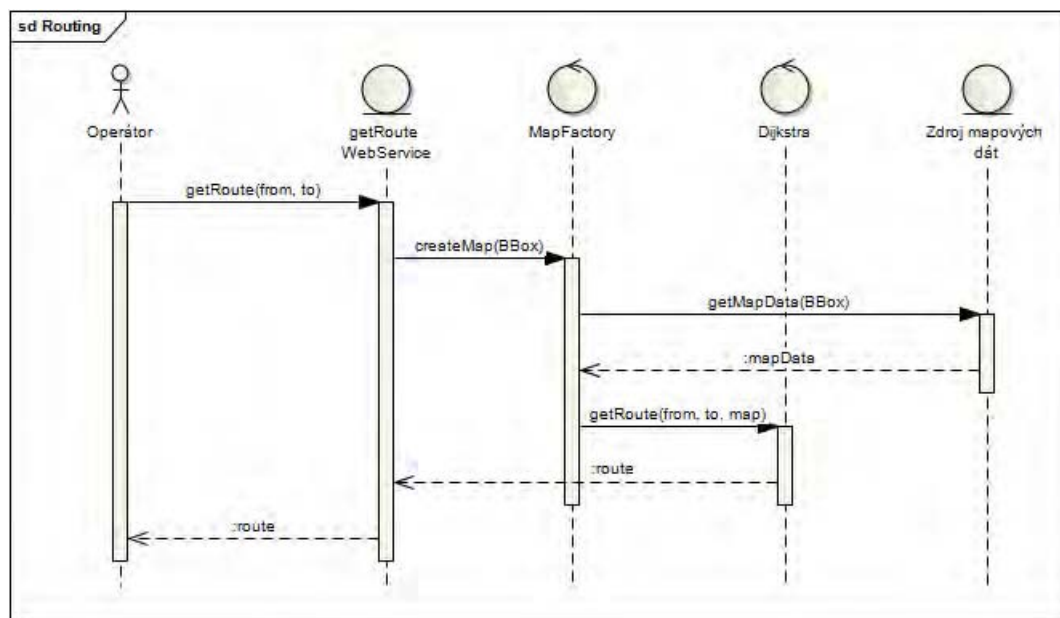 sd Routing
Operátor
getRoute
WebService
MapFactory
Dijkstra
Zdroj mapových
dát
getRoute(from, to)
createMap(BBox)
getMapData(BBox)
:mapData
getRoute(from, to, map)
:route
:route